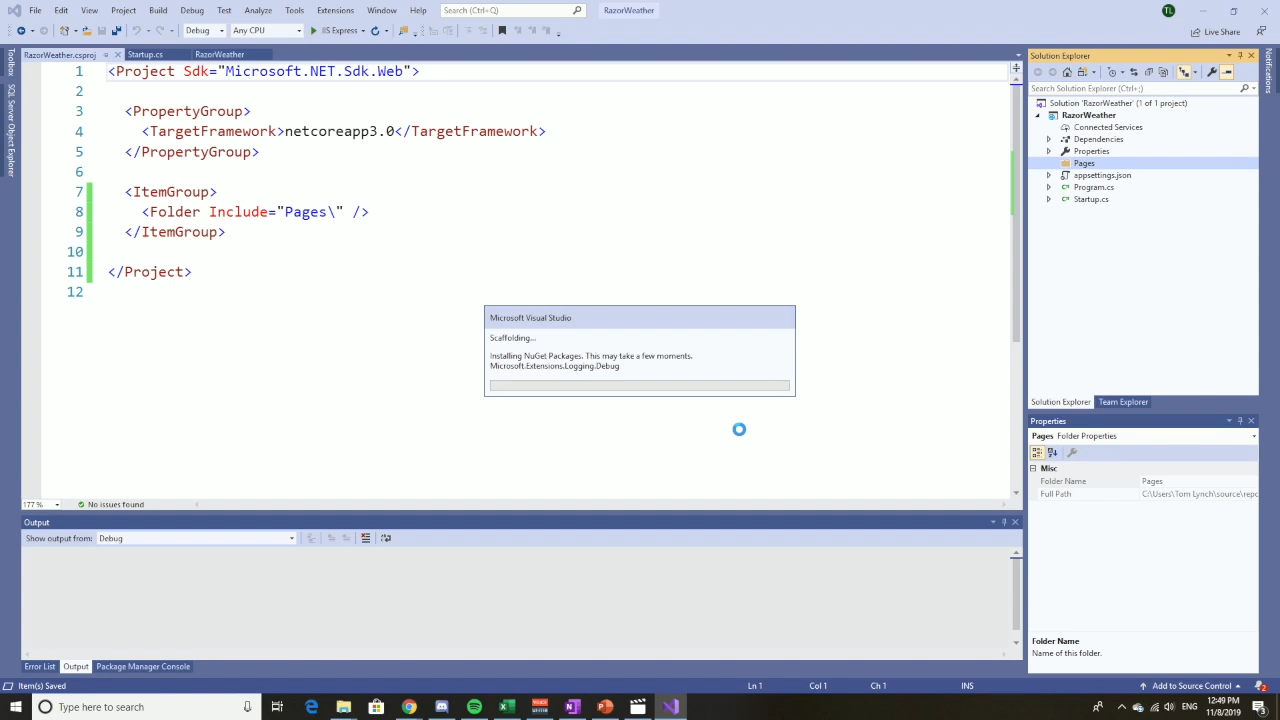 File Edit View Project Build Debug Test Analyze Tools Extensions Window Help Search (Ctrl+Q) RazorWeather TL
Debug Any CPU IIS Express Live Share
RazorWeather.csproj Startup.cs RazorWeather
Toolbox
SQL Server Object Explorer
1 <Project Sdk="Microsoft.NET.Sdk.Web">
2
3 <PropertyGroup>
4 <TargetFramework>netcoreapp3.0</TargetFramework>
5 </PropertyGroup>
6
7 <ItemGroup>
8 <Folder Include="Pages\" />
9 </ItemGroup>
10
11 </Project>
12
Microsoft Visual Studio
Scaffolding...
Installing NuGet Packages. This may take a few moments.
Microsoft.Extensions.Logging.Debug
177 % No issues found
Output
Show output from: Debug
Error List Output Package Manager Console
Solution Explorer
Search Solution Explorer (Ctrl+;)
Solution 'RazorWeather' (1 of 1 project)
RazorWeather
Connected Services
Dependencies
Properties
Pages
appsettings.json
Program.cs
Startup.cs
Solution Explorer Team Explorer
Properties
Pages Folder Properties
Misc
Folder Name Pages
Full Path C:\Users\Tom Lynch\source\repo
Folder Name
Name of this folder.
Notifications
Item(s) Saved Ln 1 Col 1 Ch 1 INS Add to Source Control 2
Type here to search
12:49 PM
11/8/2019